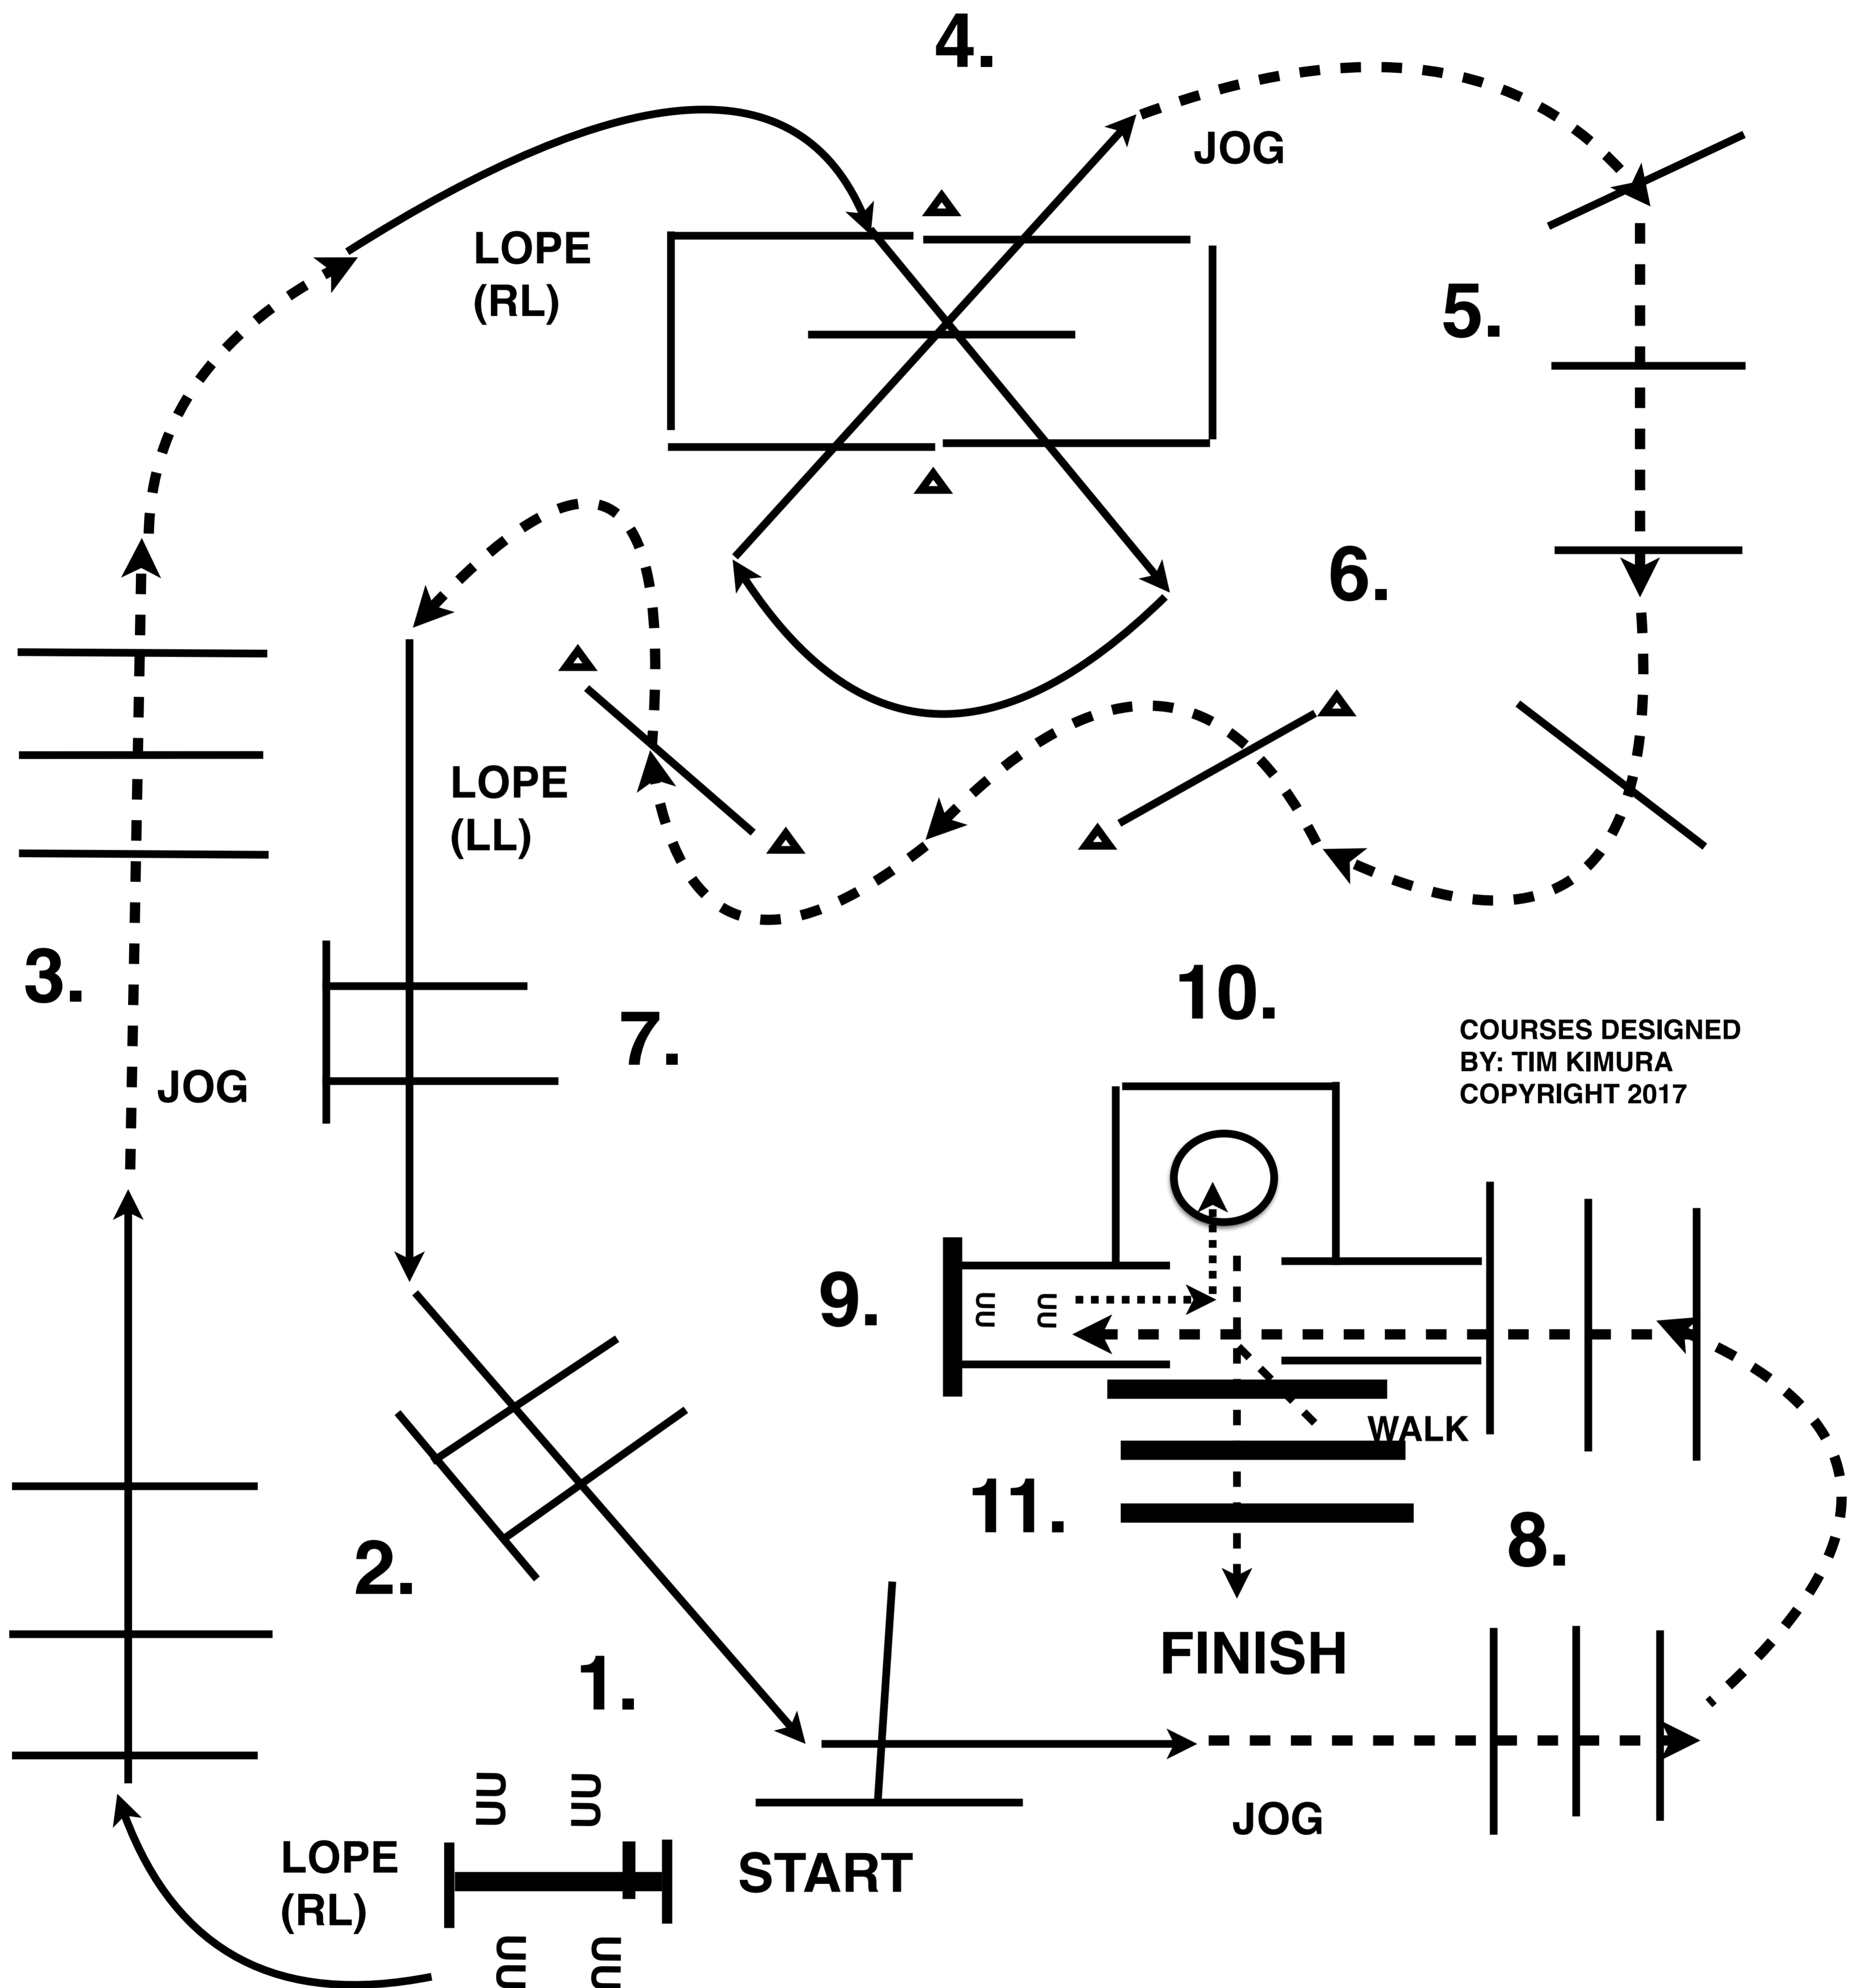 4.
JOG
LOPE
(RL)
5.
6.
LOPE
(LL)
3.
10.
7.
COURSES DESIGNED
BY: TIM KIMURA
COPYRIGHT 2017
JOG
9.
WALK
11.
8.
2.
FINISH
1.
JOG
START
LOPE
(RL)